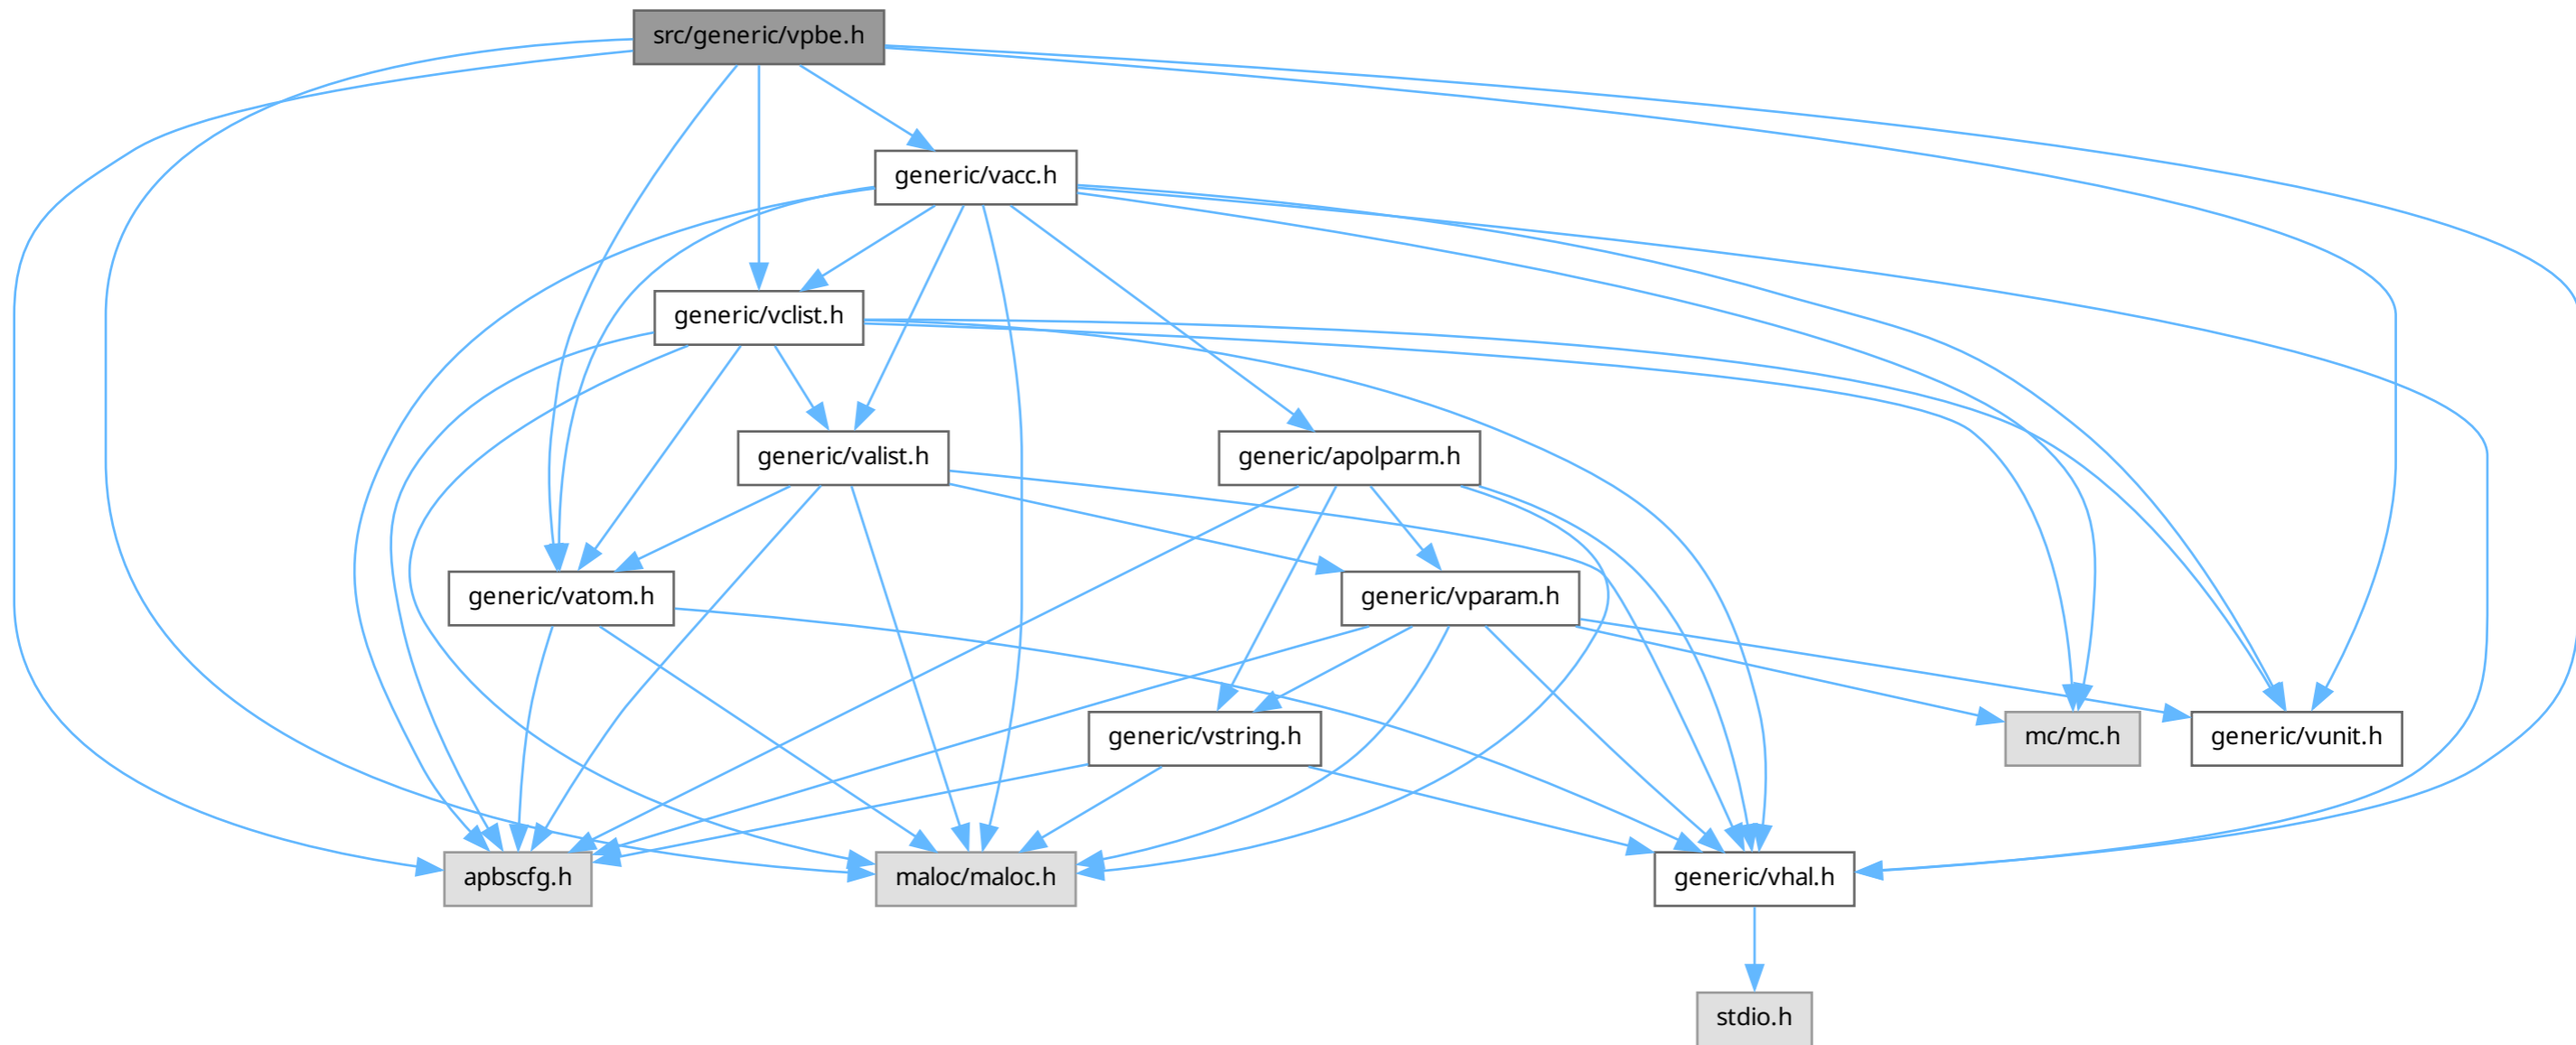 src/generic/vpbe.h
generic/vacc.h
generic/vclist.h
generic/valist.h
generic/apolparm.h
generic/vatom.h
generic/vparam.h
generic/vstring.h
mc/mc.h
generic/vunit.h
apbscfg.h
maloc/maloc.h
generic/vhal.h
stdio.h